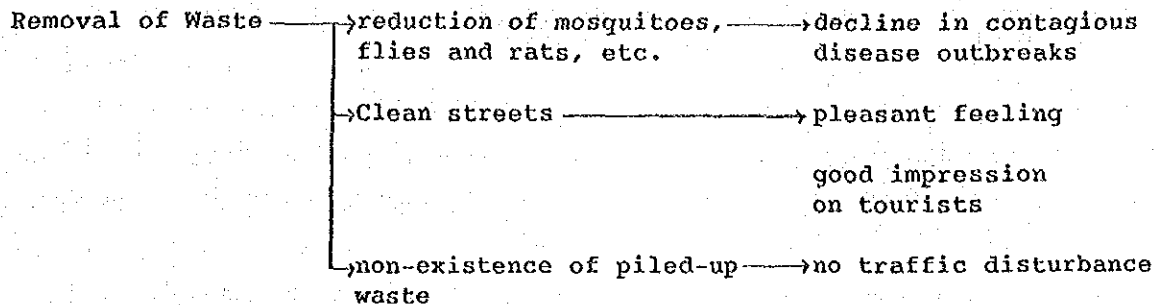 Removal of Waste → reduction of mosquitoes, → decline in contagious
flies and rats, etc. disease outbreaks
→ Clean streets → pleasant feeling
good impression
on tourists
→ non-existence of piled-up → no traffic disturbance
waste